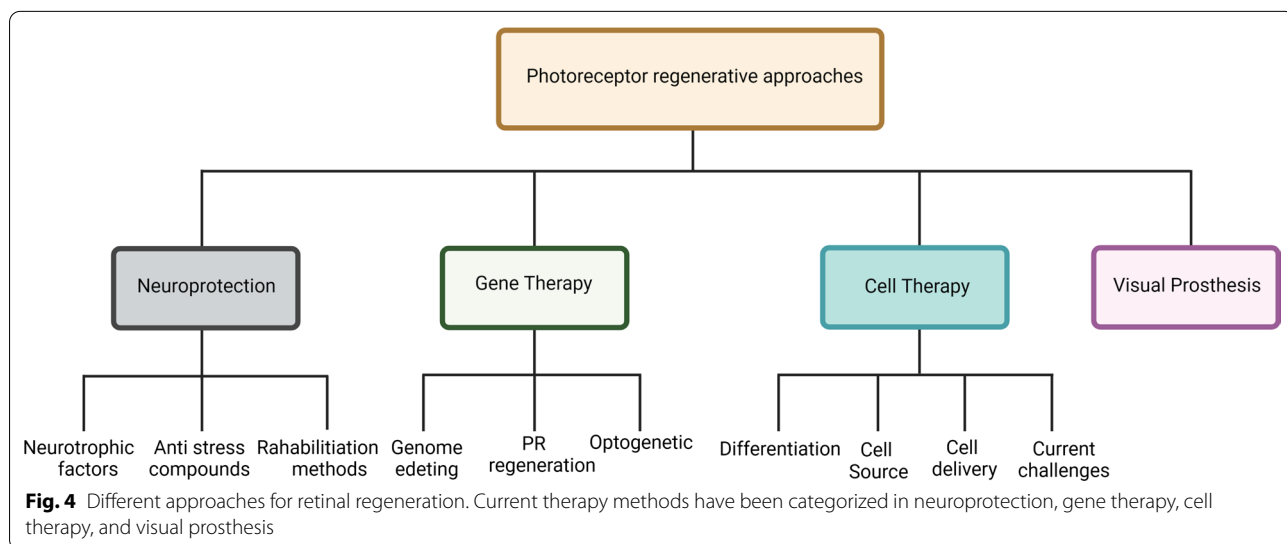 Photoreceptor regenerative approaches
Neuroprotection
Gene Therapy
Cell Therapy
Visual Prosthesis
Neurotrophic
factors
Anti stress
compounds
Rahabilitiation
methods
Genome
edeting
PR
regeneration
Optogenetic
Differentiation
Cell
Source
Cell
delivery
Current
challenges
Fig. 4 Different approaches for retinal regeneration. Current therapy methods have been categorized in neuroprotection, gene therapy, cell
therapy, and visual prosthesis